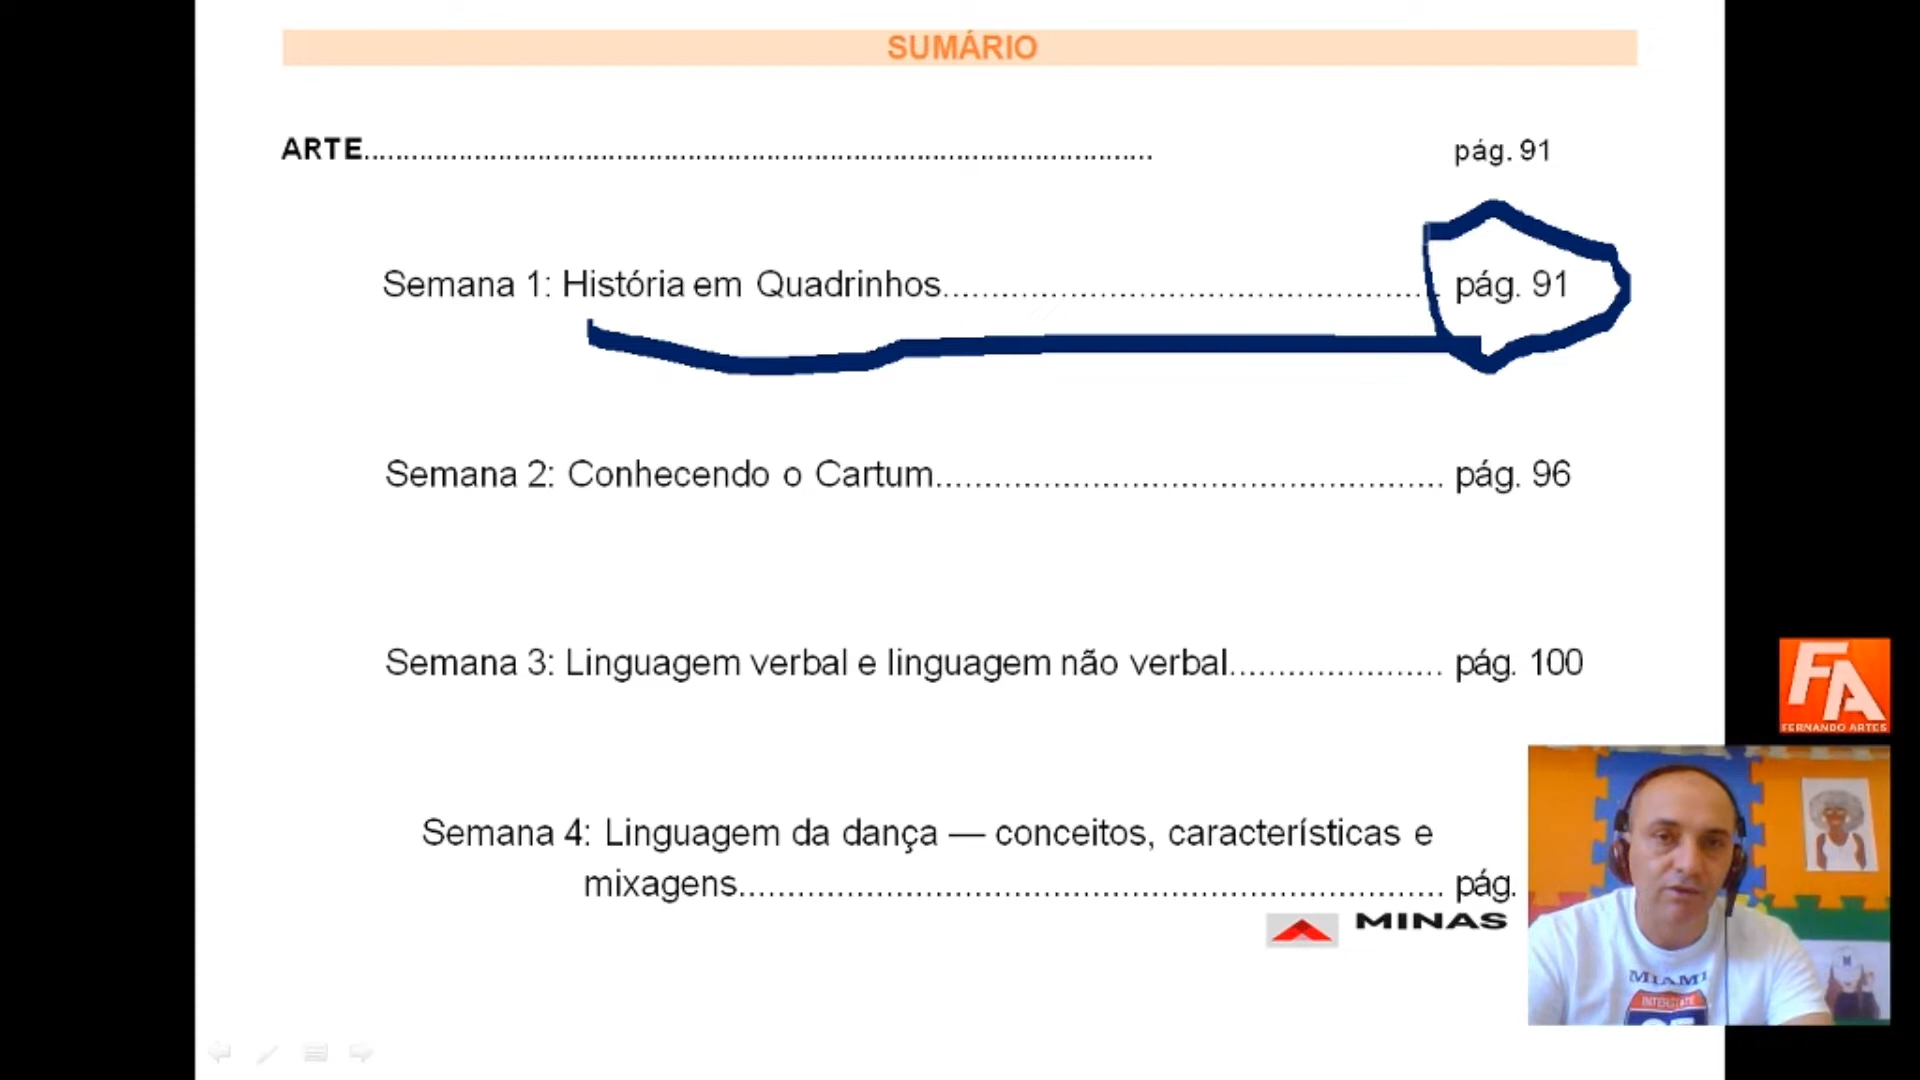 SUMÁRIO
ARTE.......................................................................................... pág. 91
Semana 1: História em Quadrinhos.................................................. pág. 91
Semana 2: Conhecendo o Cartum.................................................... pág. 96
Semana 3: Linguagem verbal e linguagem não verbal...................... pág. 100
Semana 4: Linguagem da dança — conceitos, características e
mixagens........................................................................ pág.
MINAS
FA
FERNANDO ARTES
MIAMI
INTERSTATE